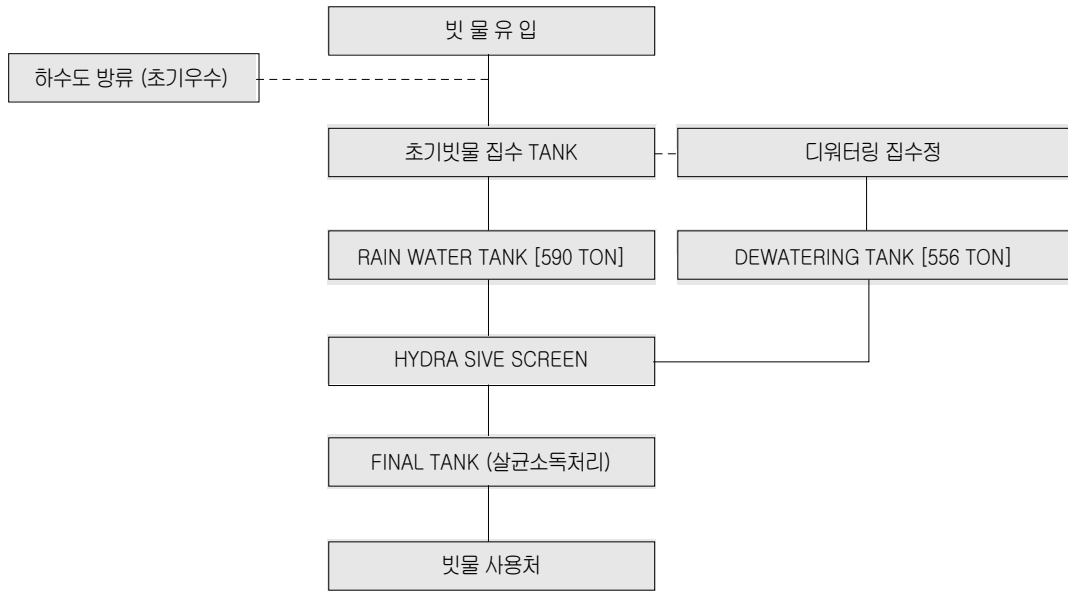 빗 물 유 입
하수도 방류 (초기우수)
초기빗물 집수 TANK
디워터링 집수정
RAIN WATER TANK [590 TON]
DEWATERING TANK [556 TON]
HYDRA SIVE SCREEN
FINAL TANK (살균소독처리)
빗물 사용처